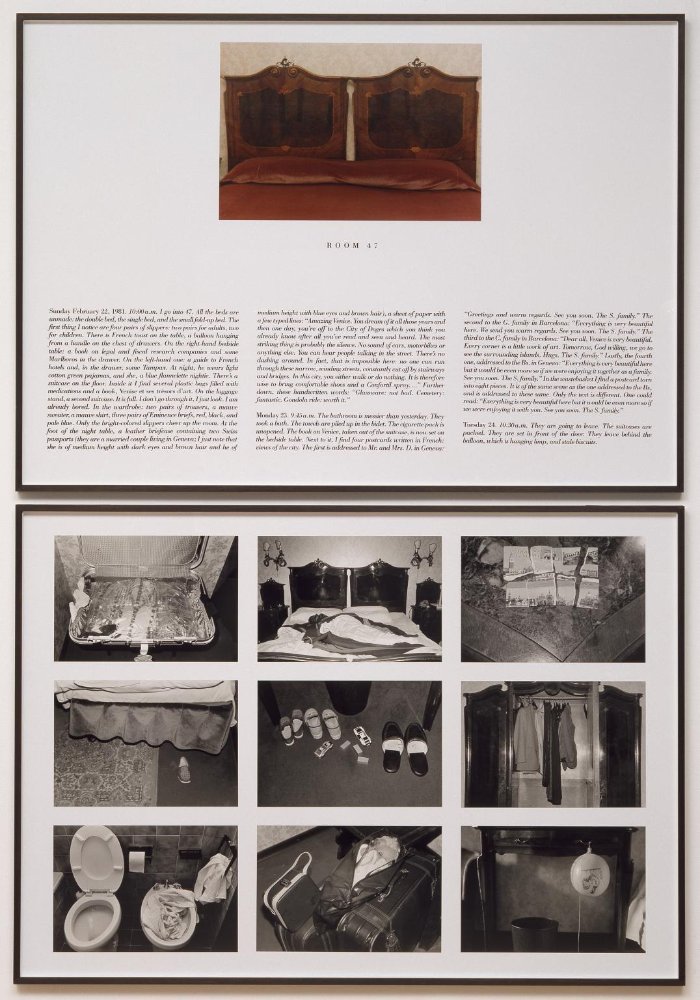 ROOM 47
Sunday February 22, 1981. 10:00 a.m. I go into 47. All the beds are
unmade: the double bed, the single bed, and the small fold-up bed. The
first thing I notice are four pairs of slippers: two pairs for adults, two
for children. There is French toast on the table, a balloon hanging
from a handle on the chest of drawers. On the right-hand bedside
table: a book on legal and fiscal research companies and some
Marlboros in the drawer. On the left-hand one: a guide to French
hotels and, in the drawer, some Tampax. At night, he wears light
cotton green pajamas, and she, a blue flannelette nightie. There's a
suitcase on the floor. Inside it I find several plastic bags filled with
medications and a book, Venise et ses trésors d'art. On the luggage
stand, a second suitcase. It is full. I don't go through it, I just look. I am
already bored. In the wardrobe: two pairs of trousers, a mauve
sweater, a mauve shirt, three pairs of Eminence briefs, red, black, and
pale blue. Only the bright-colored slippers cheer up the room. At the
foot of the night table, a leather briefcase containing two Swiss
passports (they are a married couple living in Geneva; I just note that
she is of medium height with dark eyes and brown hair and he of
medium height with blue eyes and brown hair), a sheet of paper with
a few typed lines: “Amazing Venice. You dream of it all those years and
then one day, you're off to the City of Doges which you think you
already know after all you've read and seen and heard. The most
striking thing is probably the silence. No sound of cars, motorbikes or
anything else. You can hear people talking in the street. There's no
dashing around. In fact, that is impossible here: no one can run
through these narrow, winding streets, constantly cut off by stairways
and bridges. In this city, you either walk or do nothing. It is therefore
wise to bring comfortable shoes and a Confortil spray....” Further
down, these handwritten words: “Glassware: not bad. Cemetery:
fantastic. Gondola ride: worth it.”
Monday 23. 9:45 a.m. The bathroom is messier than yesterday. They
took a bath. The towels are piled up in the bidet. The cigarette pack is
unopened. The book on Venice, taken out of the suitcase, is now set on
the bedside table. Next to it, I find four postcards written in French:
views of the city. The first is addressed to Mr. and Mrs. D. in Geneva:
“Greetings and warm regards. See you soon. The S. family.” The
second to the G. family in Barcelona: “Everything is very beautiful
here. We send you warm regards. See you soon. The S. family.” The
third to the C. family in Barcelona: “Dear all, Venice is very beautiful.
Every corner is a little work of art. Tomorrow, God willing, we go to
see the surrounding islands. Hugs. The S. family.” Lastly, the fourth
one, addressed to the Bs. in Geneva: “Everything is very beautiful here
but it would be even more so if we were enjoying it together as a family.
See you soon. The S. family.” In the wastebasket I find a postcard torn
into eight pieces. It is of the same scene as the one addressed to the Bs,
and is addressed to these same. Only the text is different. One could
read: “Everything is very beautiful here but it would be even more so if
we were enjoying it with you. See you soon. The S. family.”
Tuesday 24. 10:30 a.m. They are going to leave. The suitcases are
packed. They are set in front of the door. They leave behind the
balloon, which is hanging limp, and stale biscuits.